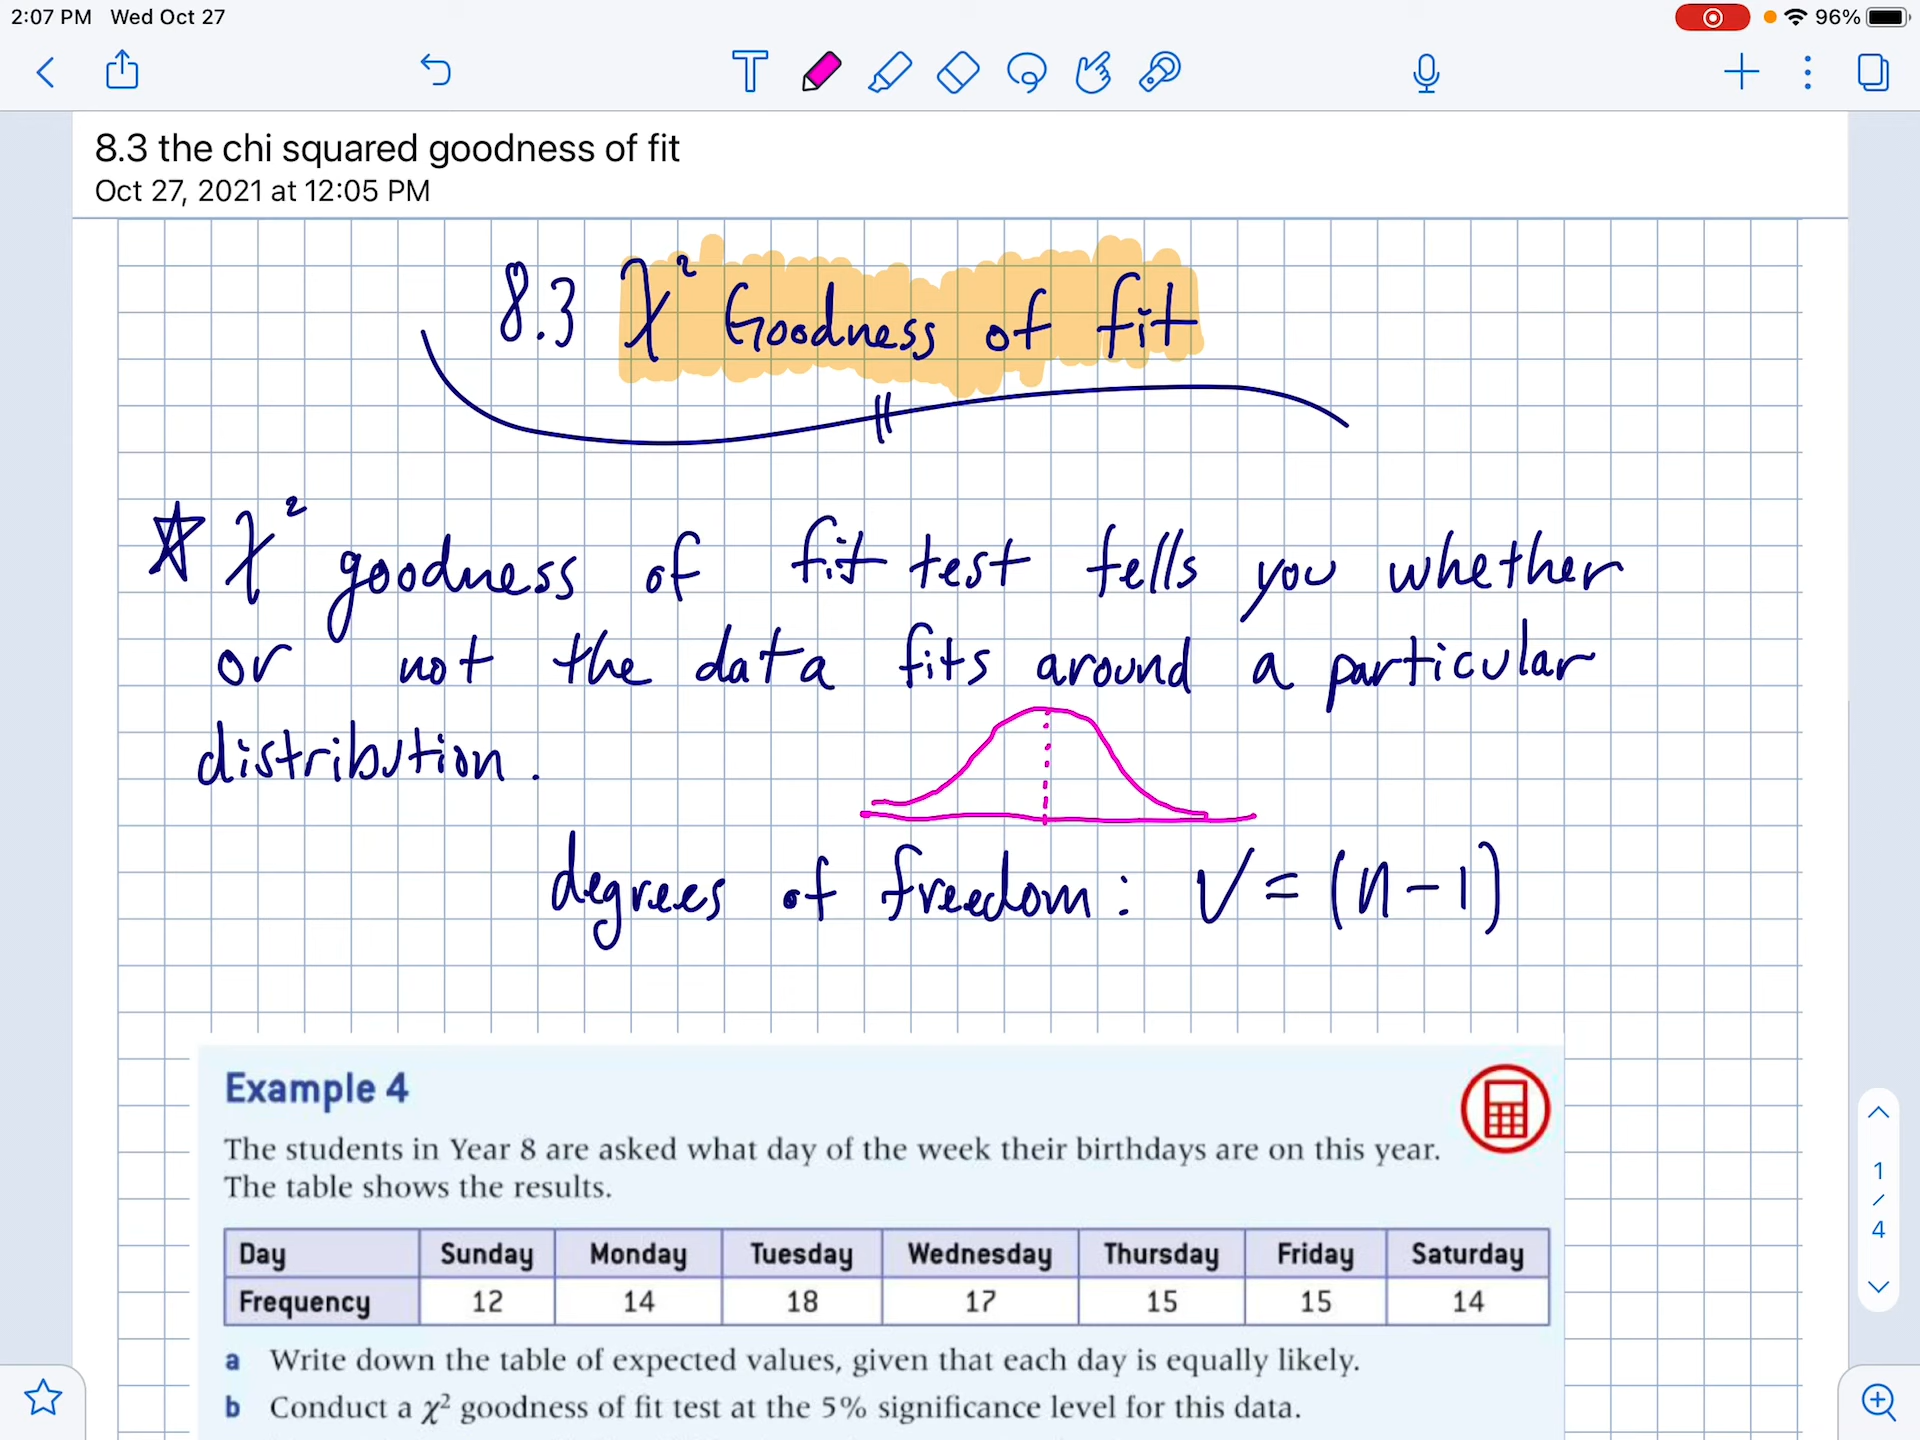 2:07 PM Wed Oct 27
96%
8.3 the chi squared goodness of fit
Oct 27, 2021 at 12:05 PM
8.3 χ² Goodness of fit
☆ χ² goodness of fit test tells you whether
or not the data fits around a particular
distribution.
degrees of freedom: V = (n-1)
Example 4
The students in Year 8 are asked what day of the week their birthdays are on this year.
The table shows the results.
Day Sunday Monday Tuesday Wednesday Thursday Friday Saturday
Frequency 12 14 18 17 15 15 14
a Write down the table of expected values, given that each day is equally likely.
b Conduct a χ² goodness of fit test at the 5% significance level for this data.
1
/
4